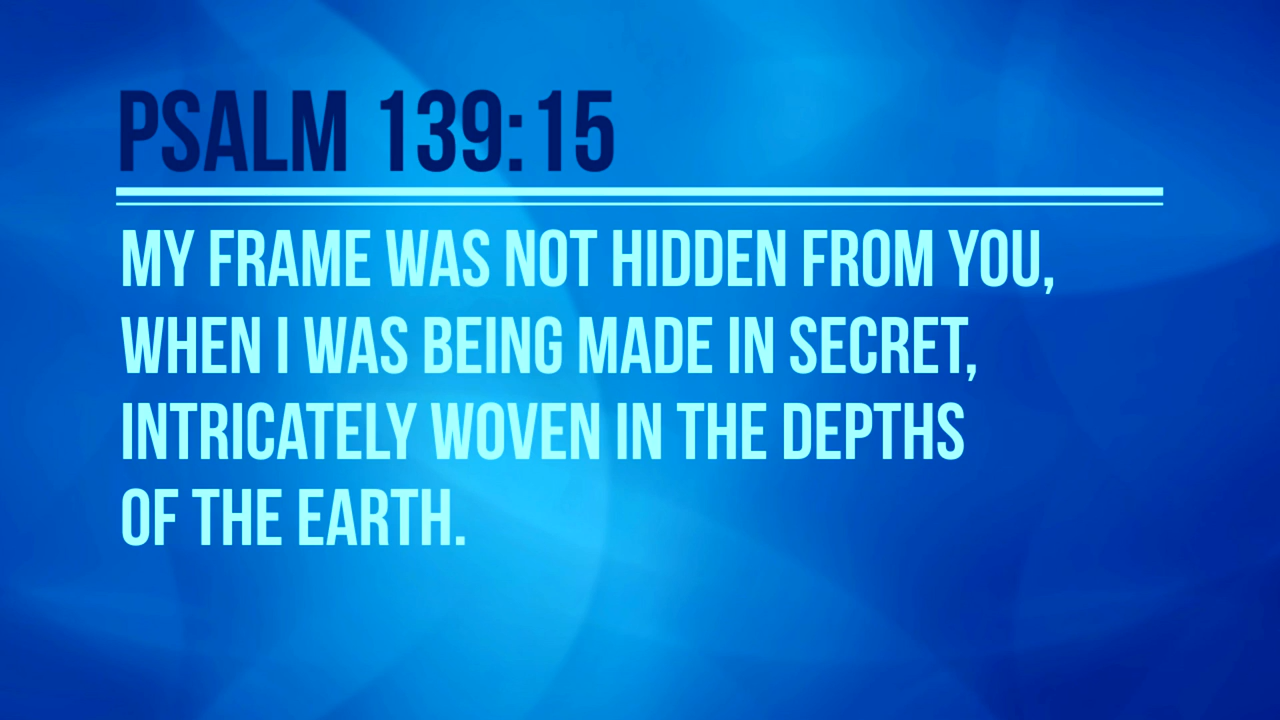 PSALM 139:15
MY FRAME WAS NOT HIDDEN FROM YOU,
WHEN I WAS BEING MADE IN SECRET,
INTRICATELY WOVEN IN THE DEPTHS
OF THE EARTH.